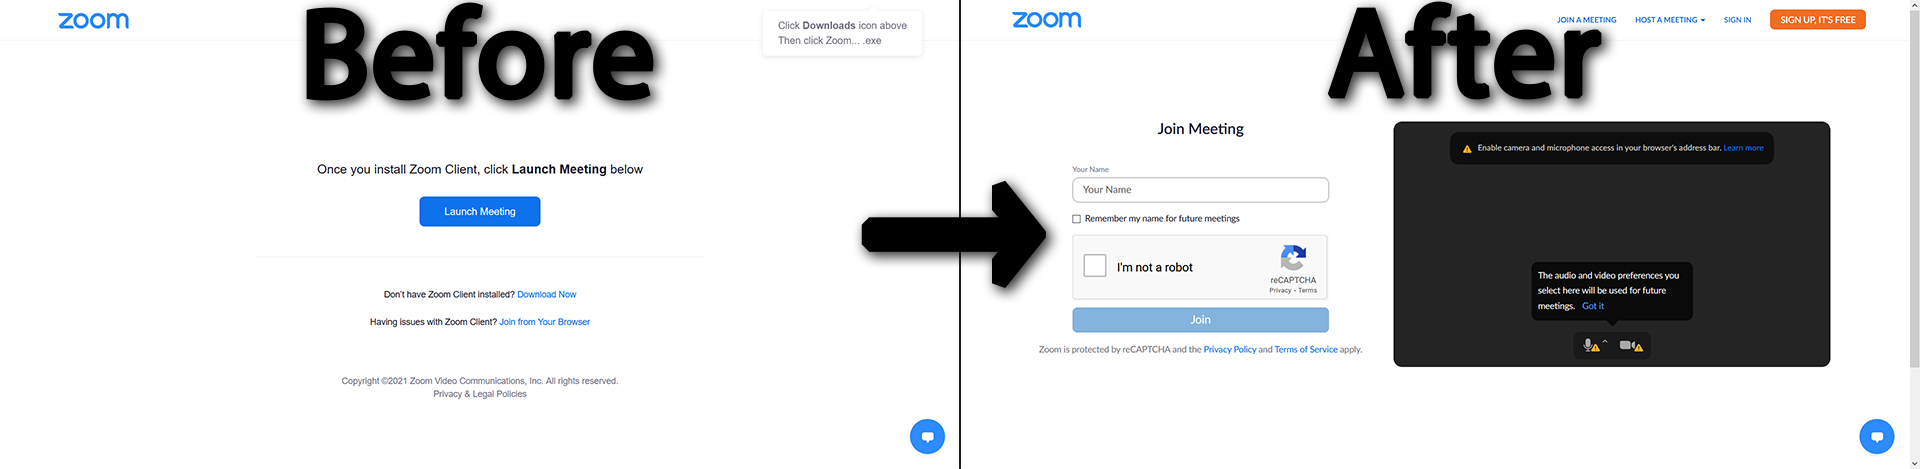 zoom
Before
Click Downloads icon above
Then click Zoom... .exe
Once you install Zoom Client, click Launch Meeting below
Launch Meeting
Don't have Zoom Client installed? Download Now
Having issues with Zoom Client? Join from Your Browser
Copyright ©2021 Zoom Video Communications, Inc. All rights reserved.
Privacy & Legal Policies
zoom
JOIN A MEETING
HOST A MEETING
SIGN IN
SIGN UP, IT'S FREE
After
Join Meeting
Your Name
Your Name
Remember my name for future meetings
I'm not a robot
reCAPTCHA
Privacy - Terms
Join
Zoom is protected by reCAPTCHA and the Privacy Policy and Terms of Service apply.
Enable camera and microphone access in your browser's address bar. Learn more
The audio and video preferences you
select here will be used for future
meetings. Got it